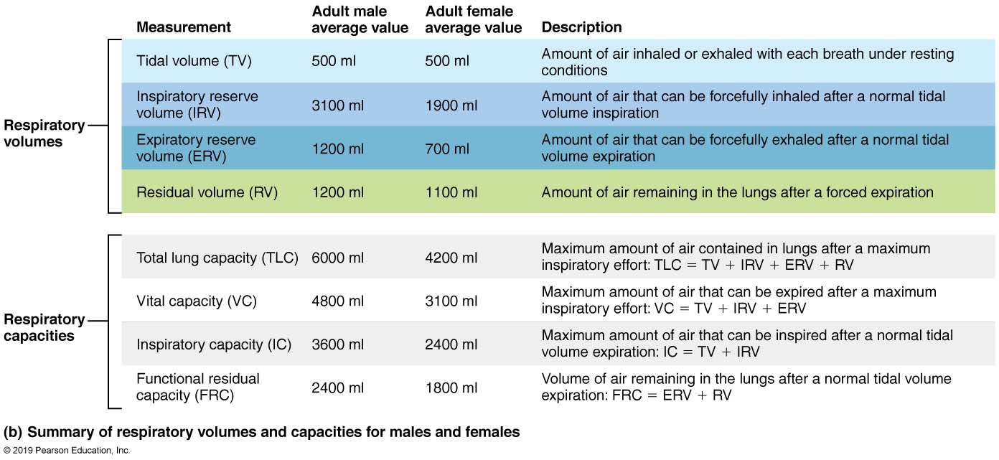 Measurement
Adult male
average value
Adult female
average value
Description
Respiratory
volumes
Tidal volume (TV)
500 ml
500 ml
Amount of air inhaled or exhaled with each breath under resting
conditions
Inspiratory reserve
volume (IRV)
3100 ml
1900 ml
Amount of air that can be forcefully inhaled after a normal tidal
volume inspiration
Expiratory reserve
volume (ERV)
1200 ml
700 ml
Amount of air that can be forcefully exhaled after a normal tidal
volume expiration
Residual volume (RV)
1200 ml
1100 ml
Amount of air remaining in the lungs after a forced expiration
Respiratory
capacities
Total lung capacity (TLC)
6000 ml
4200 ml
Maximum amount of air contained in lungs after a maximum
inspiratory effort: TLC = TV + IRV + ERV + RV
Vital capacity (VC)
4800 ml
3100 ml
Maximum amount of air that can be expired after a maximum
inspiratory effort: VC = TV + IRV + ERV
Inspiratory capacity (IC)
3600 ml
2400 ml
Maximum amount of air that can be inspired after a normal tidal
volume expiration: IC = TV + IRV
Functional residual
capacity (FRC)
2400 ml
1800 ml
Volume of air remaining in the lungs after a normal tidal volume
expiration: FRC = ERV + RV
(b) Summary of respiratory volumes and capacities for males and females
© 2019 Pearson Education, Inc.